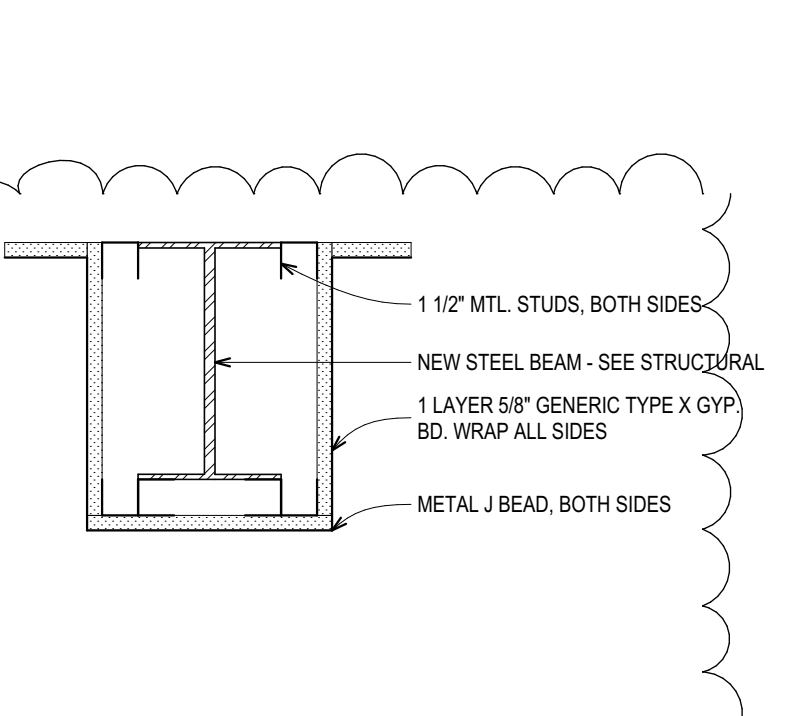 1 1/2" MTL. STUDS, BOTH SIDES
NEW STEEL BEAM - SEE STRUCTURAL
1 LAYER 5/8" GENERIC TYPE X GYP.
BD. WRAP ALL SIDES
METAL J BEAD, BOTH SIDES